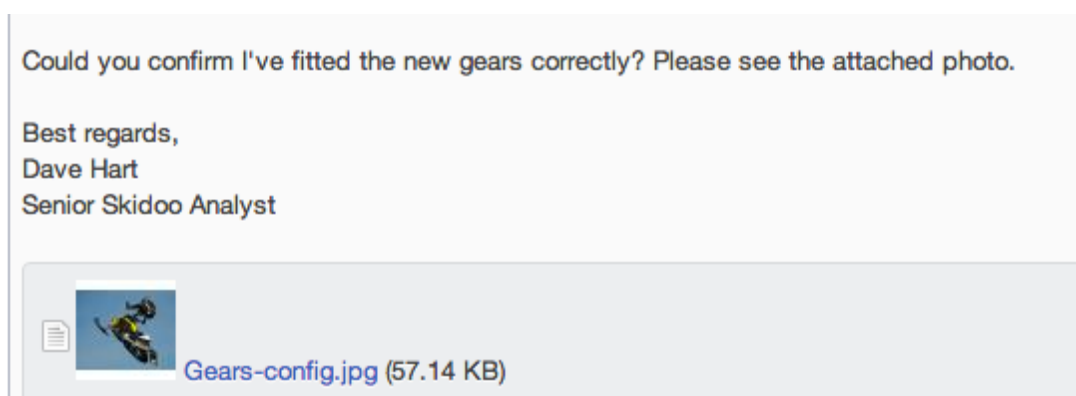 Could you confirm I've fitted the new gears correctly? Please see the attached photo.
Best regards,
Dave Hart
Senior Skidoo Analyst
Gears-config.jpg (57.14 KB)